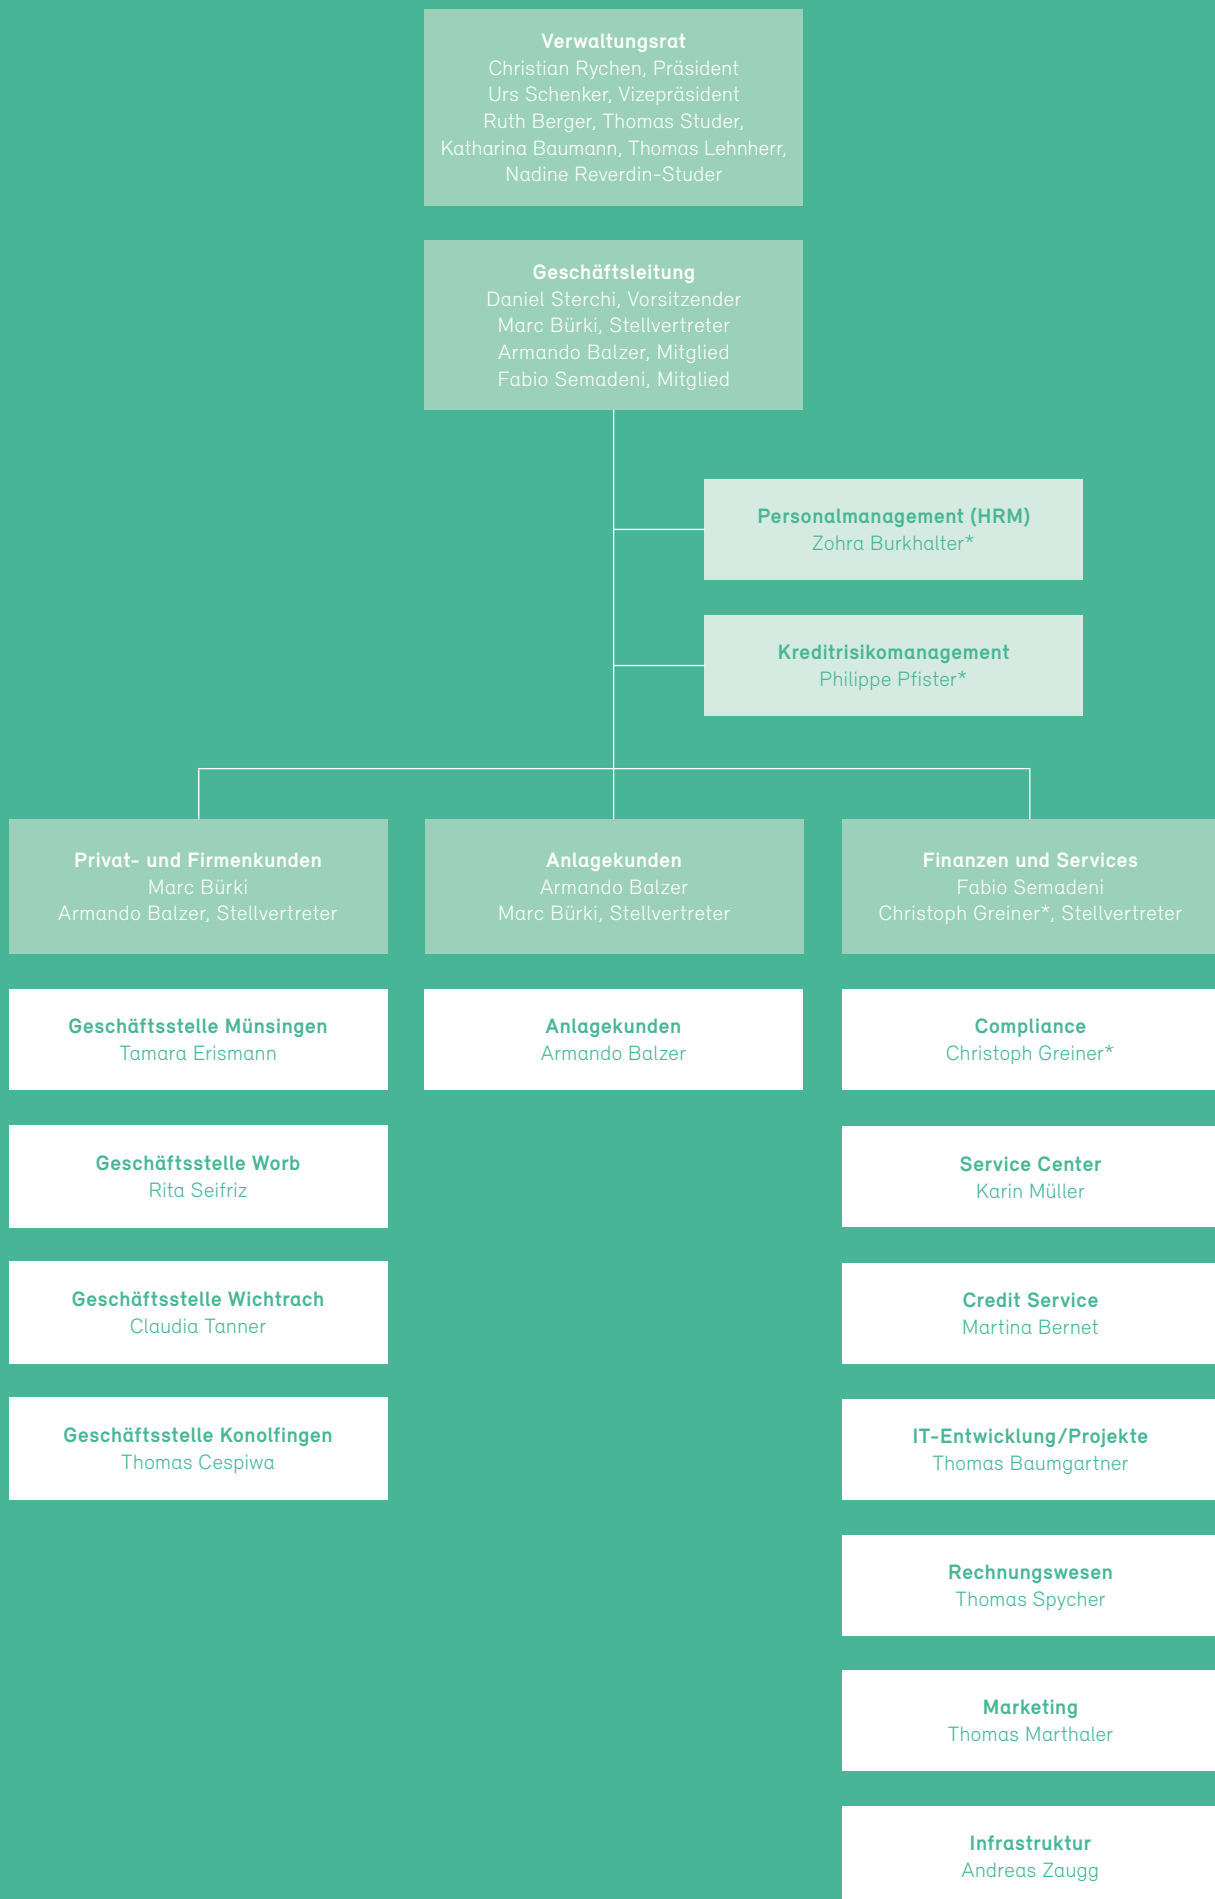 Verwaltungsrat
Christian Rychen, Präsident
Urs Schenker, Vizepräsident
Ruth Berger, Thomas Studer,
Katharina Baumann, Thomas Lehnherr,
Nadine Reverdin-Studer
Geschäftsleitung
Daniel Sterchi, Vorsitzender
Marc Bürki, Stellvertreter
Armando Balzer, Mitglied
Fabio Semadeni, Mitglied
Personalmanagement (HRM)
Zohra Burkhalter*
Kreditrisikomanagement
Philippe Pfister*
Privat- und Firmenkunden
Marc Bürki
Armando Balzer, Stellvertreter
Anlagekunden
Armando Balzer
Marc Bürki, Stellvertreter
Finanzen und Services
Fabio Semadeni
Christoph Greiner*, Stellvertreter
Geschäftsstelle Münsingen
Tamara Erismann
Anlagekunden
Armando Balzer
Compliance
Christoph Greiner*
Geschäftsstelle Worb
Rita Seifriz
Service Center
Karin Müller
Geschäftsstelle Wichtrach
Claudia Tanner
Credit Service
Martina Bernet
Geschäftsstelle Konolfingen
Thomas Cespiwa
IT-Entwicklung/Projekte
Thomas Baumgartner
Rechnungswesen
Thomas Spycher
Marketing
Thomas Marthaler
Infrastruktur
Andreas Zaugg